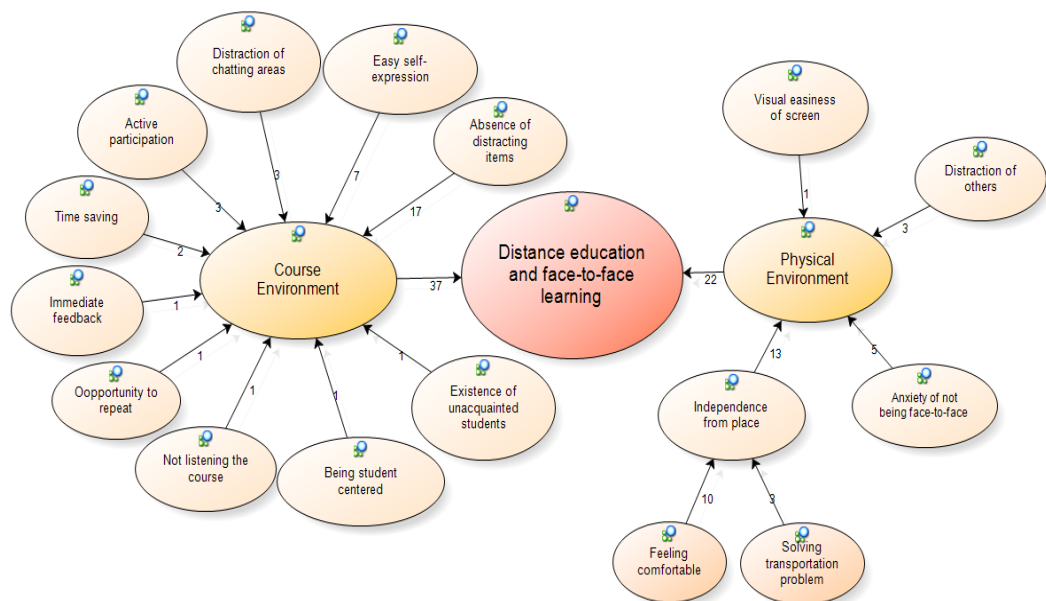 Distraction of
chatting areas
Easy self-
expression
Active
participation
Absence of
distracting
items
Time saving
Immediate
feedback
Oopportunity to
repeat
Not listening the
course
Being student
centered
Existence of
unacquainted
students
Course
Environment
3
7
3
17
2
1
1
1
1
1
37
Distance education
and face-to-face
learning
22
Physical
Environment
Visual easiness
of screen
1
Distraction of
others
3
13
5
Independence
from place
Anxiety of not
being face-to-face
10
3
Feeling
comfortable
Solving
transportation
problem